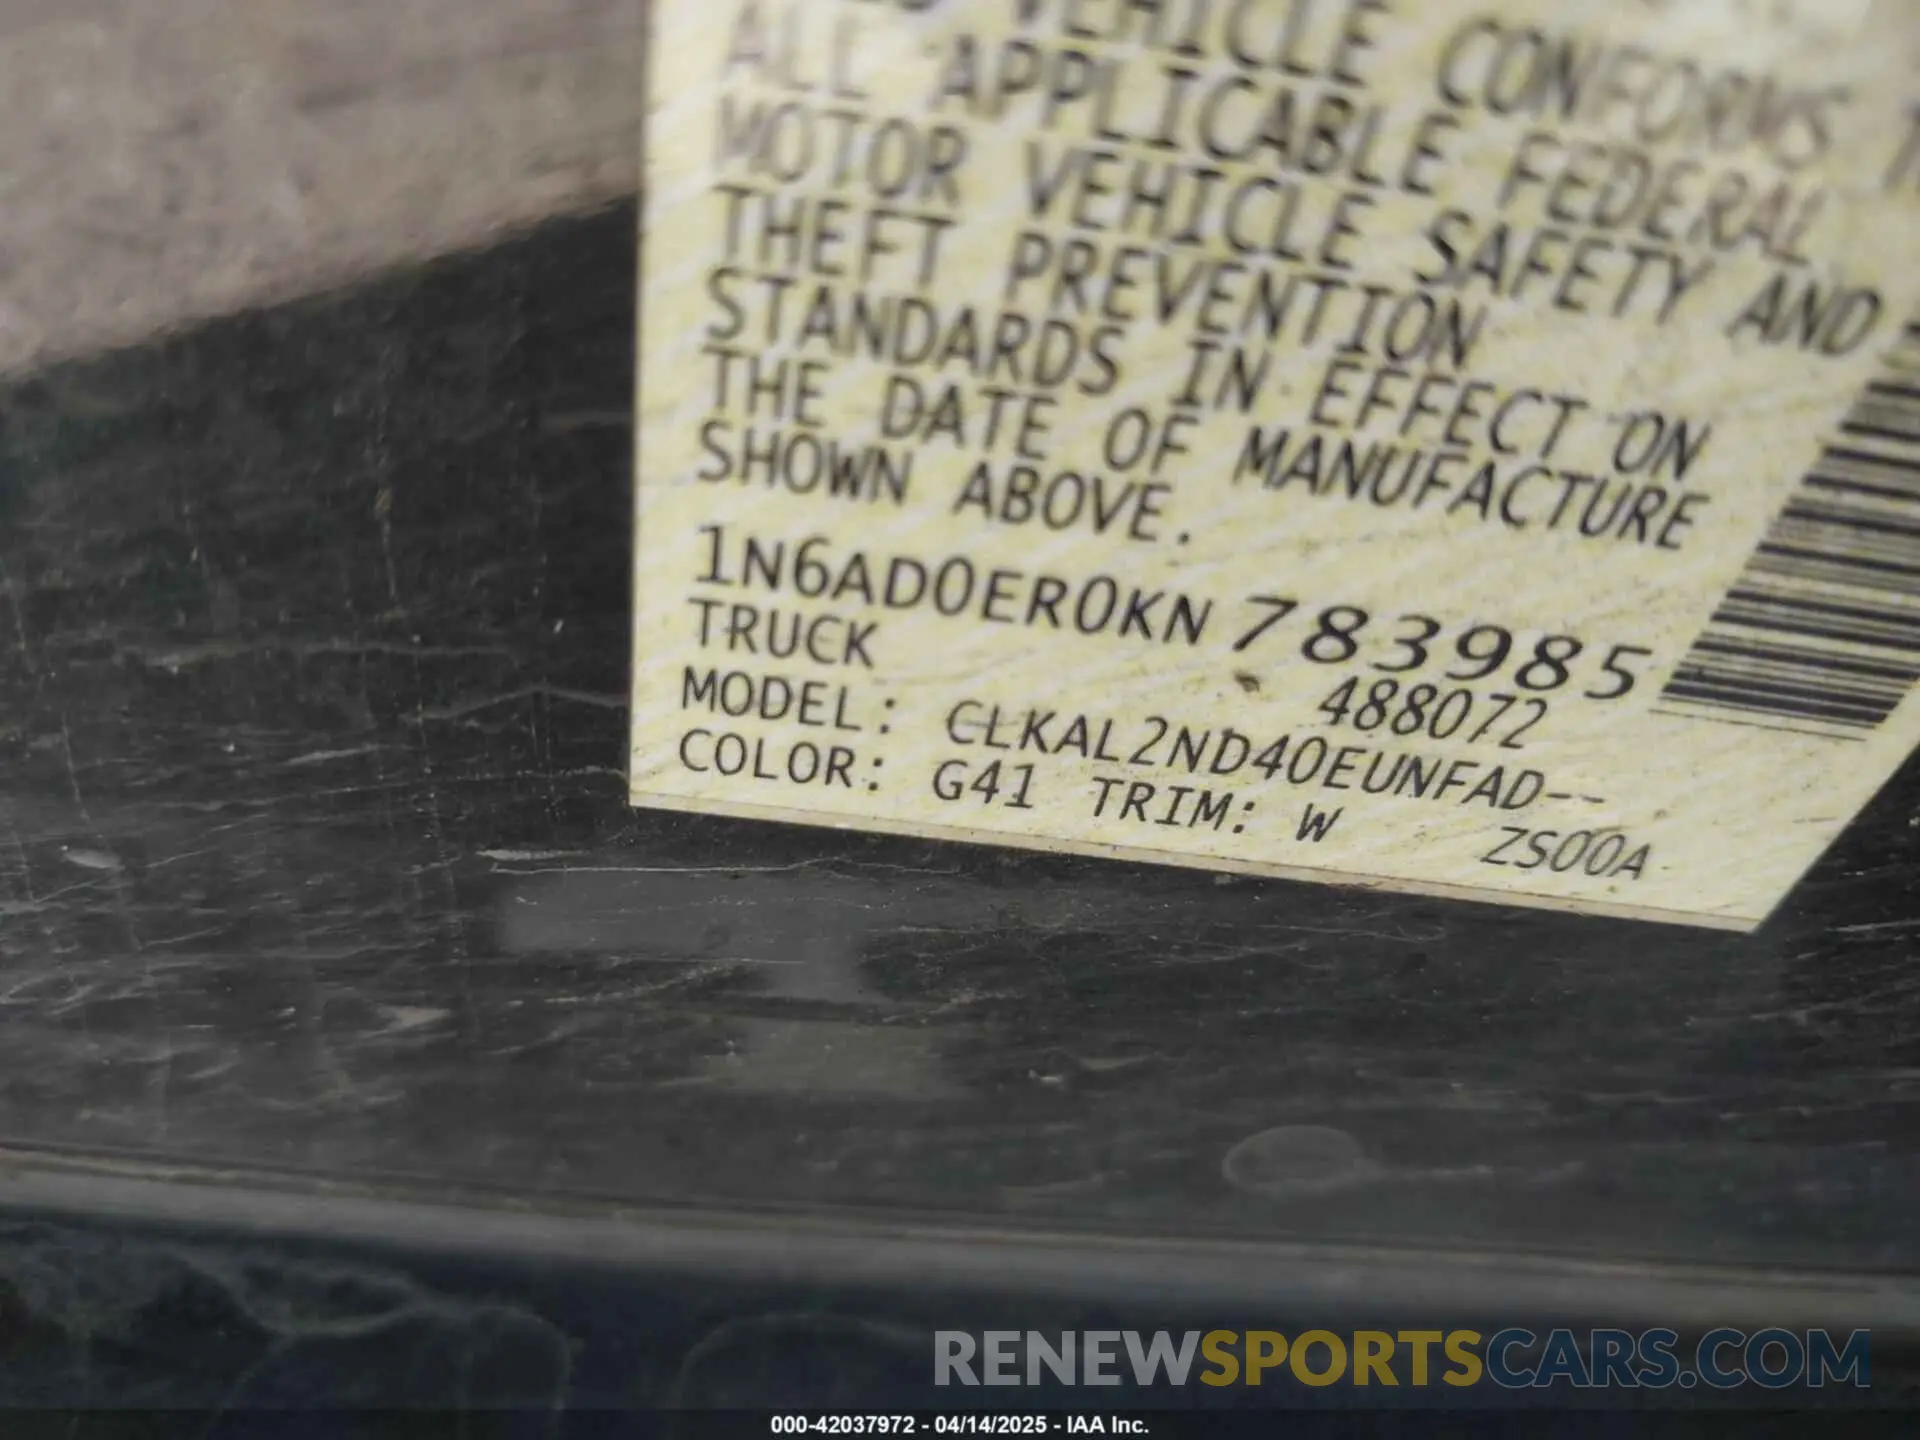 VEHICLE CONFORMS
ALL APPLICABLE FEDERAL
MOTOR VEHICLE SAFETY AND
THEFT PREVENTION
STANDARDS IN EFFECT ON
THE DATE OF MANUFACTURE
SHOWN ABOVE.
1N6AD0ER0KN783985
TRUCK 488072
MODEL: CLKAL2ND40EUNFAD--
COLOR: G41 TRIM: W ZS00A
RENEWSPORTSCARS.COM
000-42037972 - 04/14/2025 - IAA Inc.